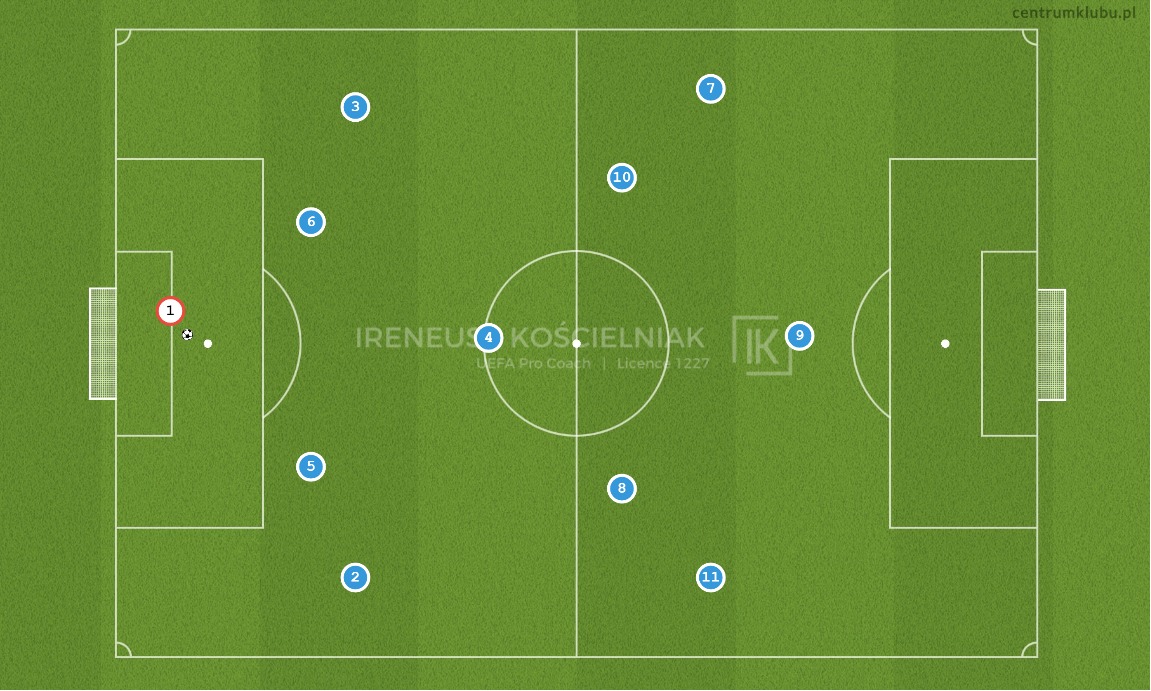 centrumklubu.pl
7
3
10
6
1
IRENEUSZ KOŚCIELNIAK
IK
4
9
UEFA Pro Coach | Licence 1227
5
8
2
11